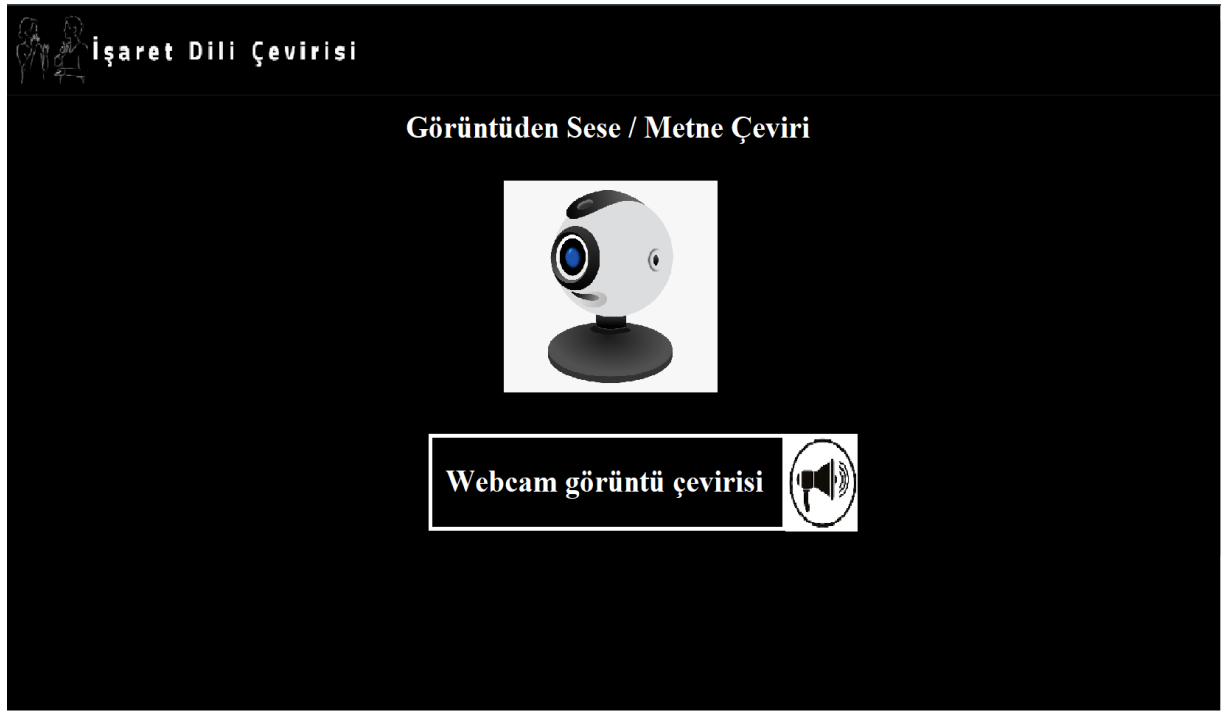 İşaret Dili Çevirisi
Görüntüden Sese / Metne Çeviri
Webcam görüntü çevirisi